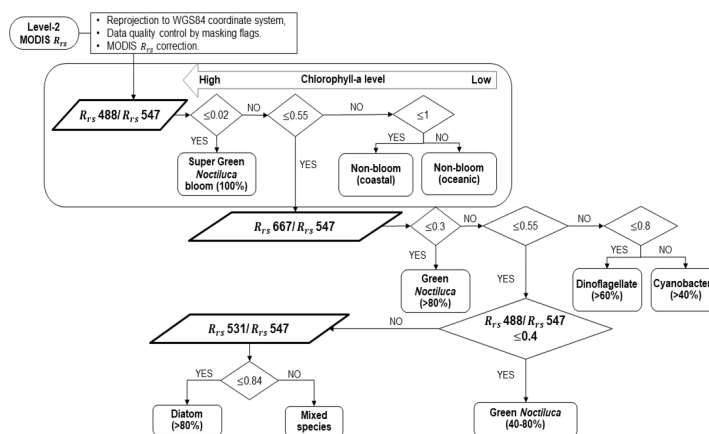 Level-2
MODIS Rrs
• Reprojection to WGS84 coordinate system,
• Data quality control by masking flags.
• MODIS Rrs correction.
High
Chlorophyll-a level
Low
Rrs 488/ Rrs 547
≤0.02
NO
≤0.55
NO
≤1
YES
YES
YES
NO
Super Green
Noctiluca
bloom (100%)
Non-bloom
(coastal)
Non-bloom
(oceanic)
Rrs 667/ Rrs 547
≤0.3
NO
≤0.55
NO
≤0.8
YES
YES
YES
NO
Green
Noctiluca
(>80%)
Dinoflagellate
(>60%)
Cyanobacter
(>40%)
Rrs 531/ Rrs 547
NO
Rrs 488/ Rrs 547
≤0.4
YES
≤0.84
NO
YES
Diatom
(>80%)
Mixed
species
Green Noctiluca
(40-80%)